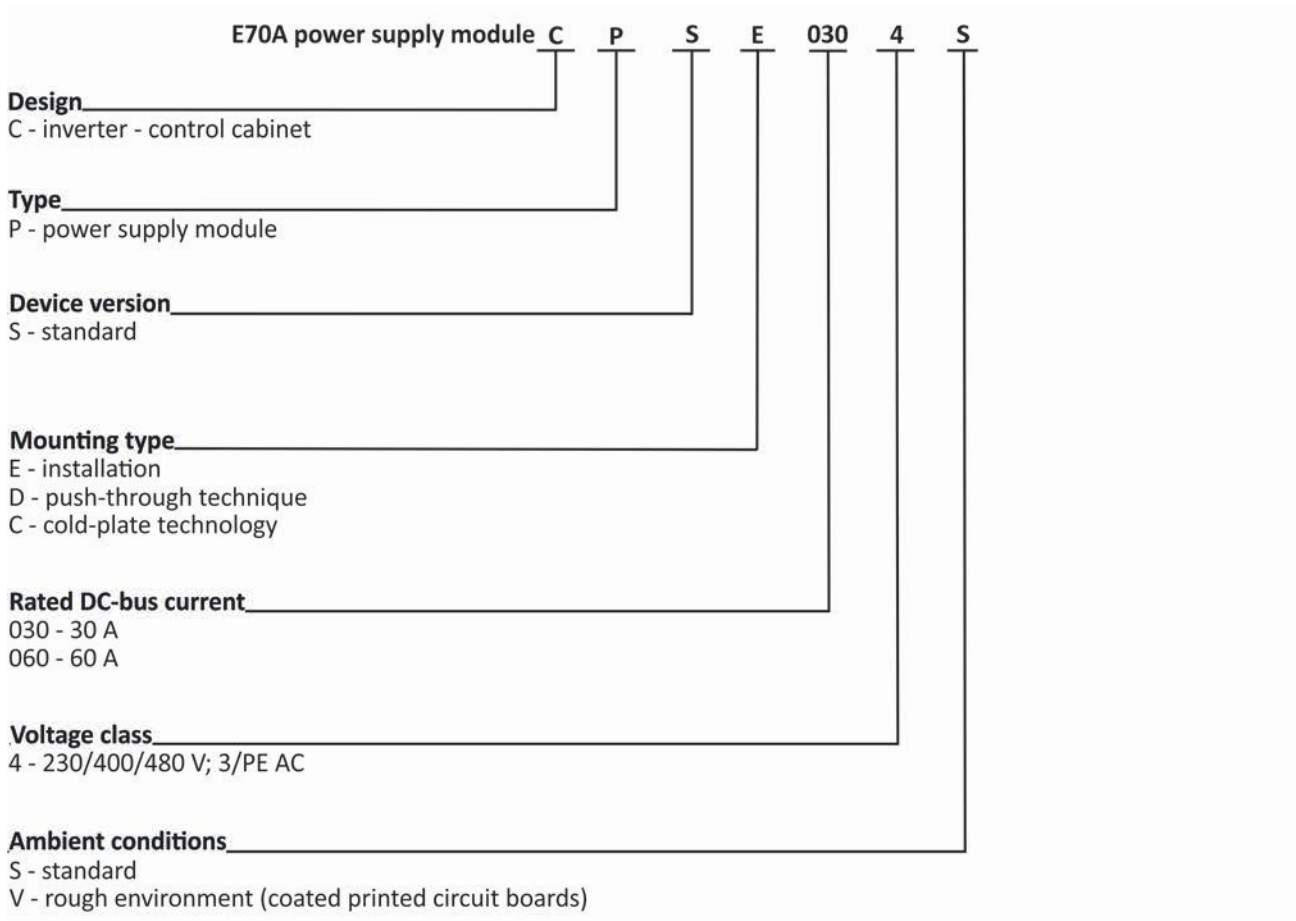 E70A power supply module C P S E 030 4 S
Design
C - inverter - control cabinet
Type
P - power supply module
Device version
S - standard
Mounting type
E - installation
D - push-through technique
C - cold-plate technology
Rated DC-bus current
030 - 30 A
060 - 60 A
Voltage class
4 - 230/400/480 V; 3/PE AC
Ambient conditions
S - standard
V - rough environment (coated printed circuit boards)